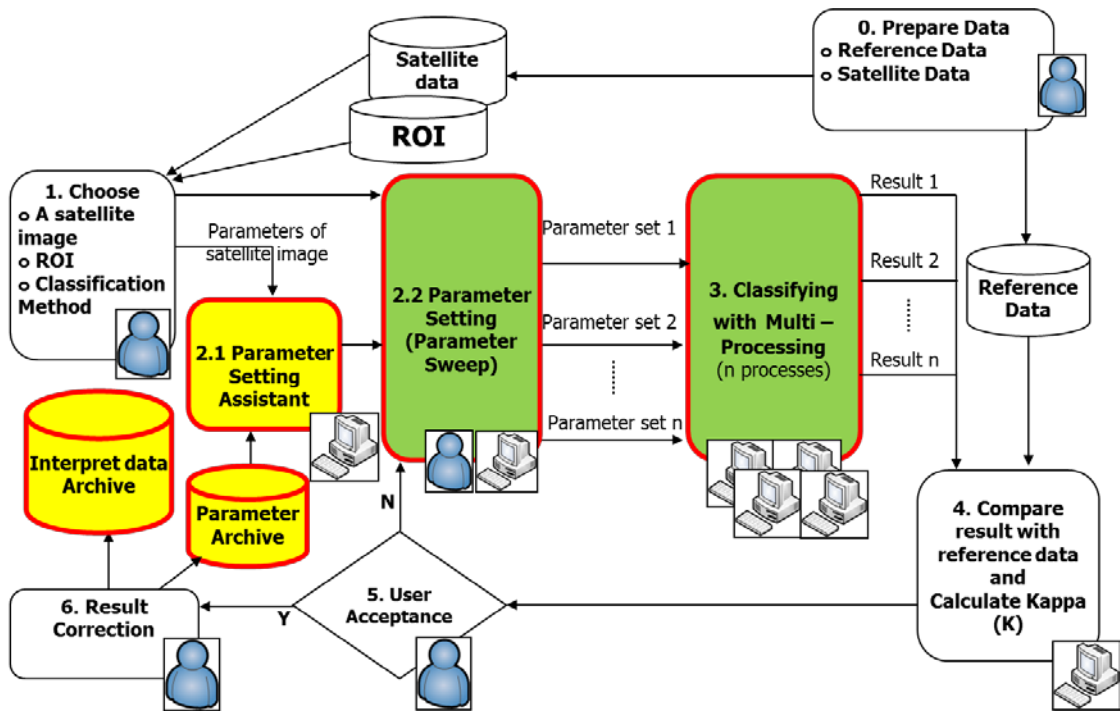 0. Prepare Data
o Reference Data
o Satellite Data
Satellite
data
ROI
1. Choose
o A satellite
image
o ROI
o Classification
Method
Parameters of
satellite image
2.1 Parameter
Setting
Assistant
2.2 Parameter
Setting
(Parameter
Sweep)
Parameter set 1
Parameter set 2
Parameter set n
3. Classifying
with Multi –
Processing
(n processes)
Result 1
Result 2
Result n
Reference
Data
Interpret data
Archive
Parameter
Archive
N
4. Compare
result with
reference data
and
Calculate Kappa
(K)
5. User
Acceptance
Y
6. Result
Correction